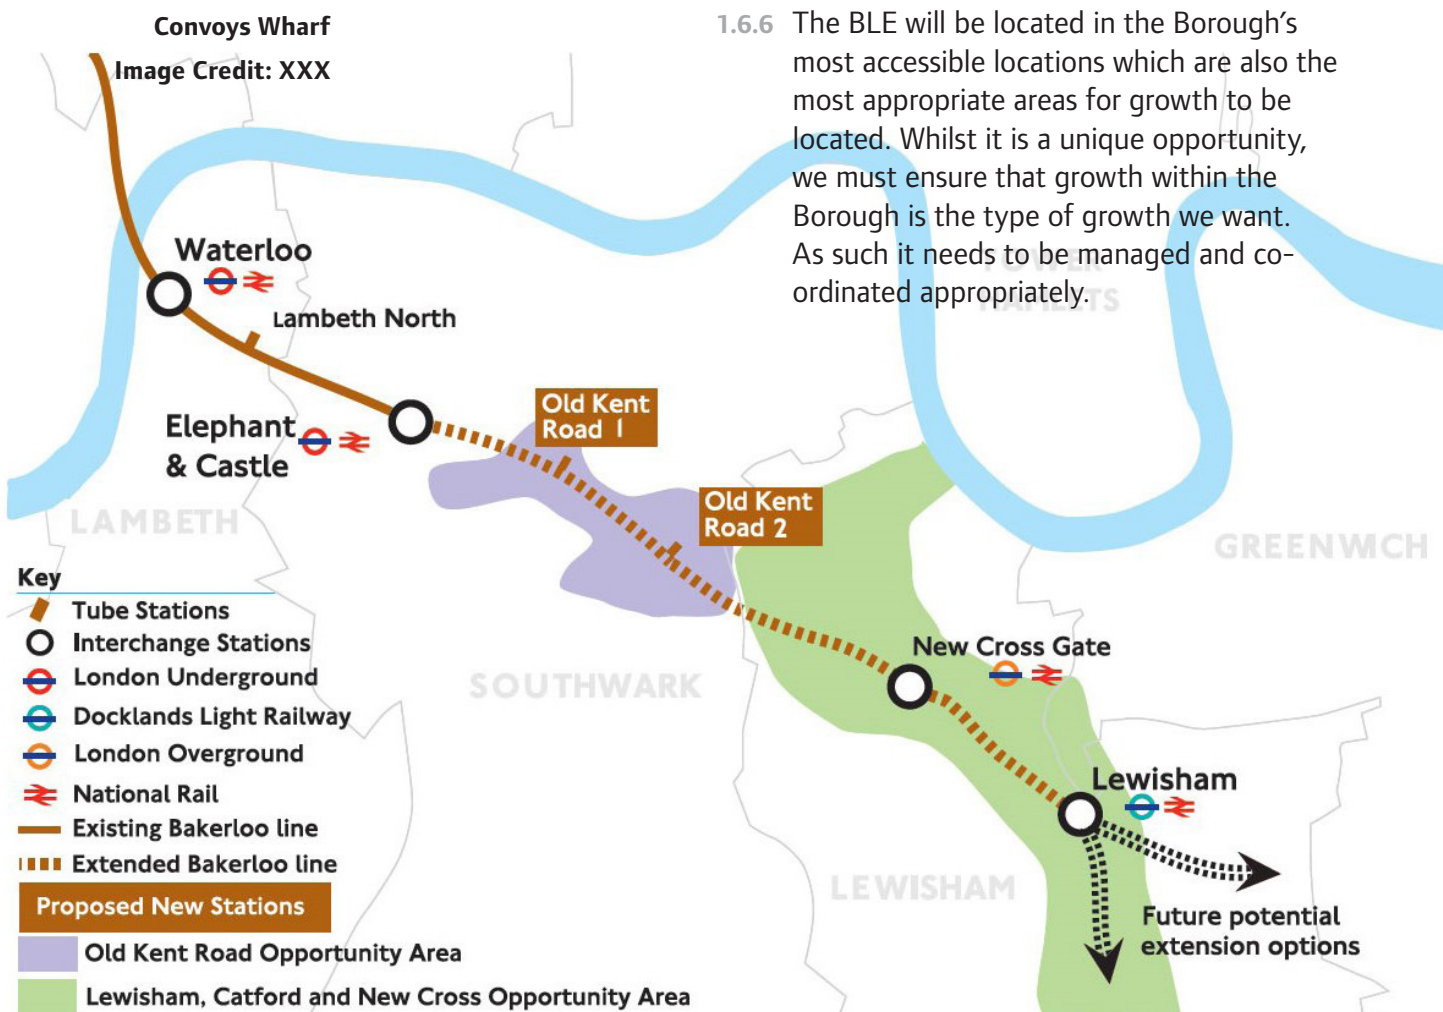 Convoys Wharf
Image Credit: XXX
1.6.6 The BLE will be located in the Borough's
most accessible locations which are also the
most appropriate areas for growth to be
located. Whilst it is a unique opportunity,
we must ensure that growth within the
Borough is the type of growth we want.
As such it needs to be managed and co-
ordinated appropriately.
TOWER
HAMLETS
Waterloo
Lambeth North
Elephant
& Castle
Old Kent
Road 1
Old Kent
Road 2
LAMBETH
GREENWICH
SOUTHWARK
New Cross Gate
Lewisham
LEWISHAM
Future potential
extension options
Key
Tube Stations
Interchange Stations
London Underground
Docklands Light Railway
London Overground
National Rail
Existing Bakerloo line
Extended Bakerloo line
Proposed New Stations
Old Kent Road Opportunity Area
Lewisham, Catford and New Cross Opportunity Area